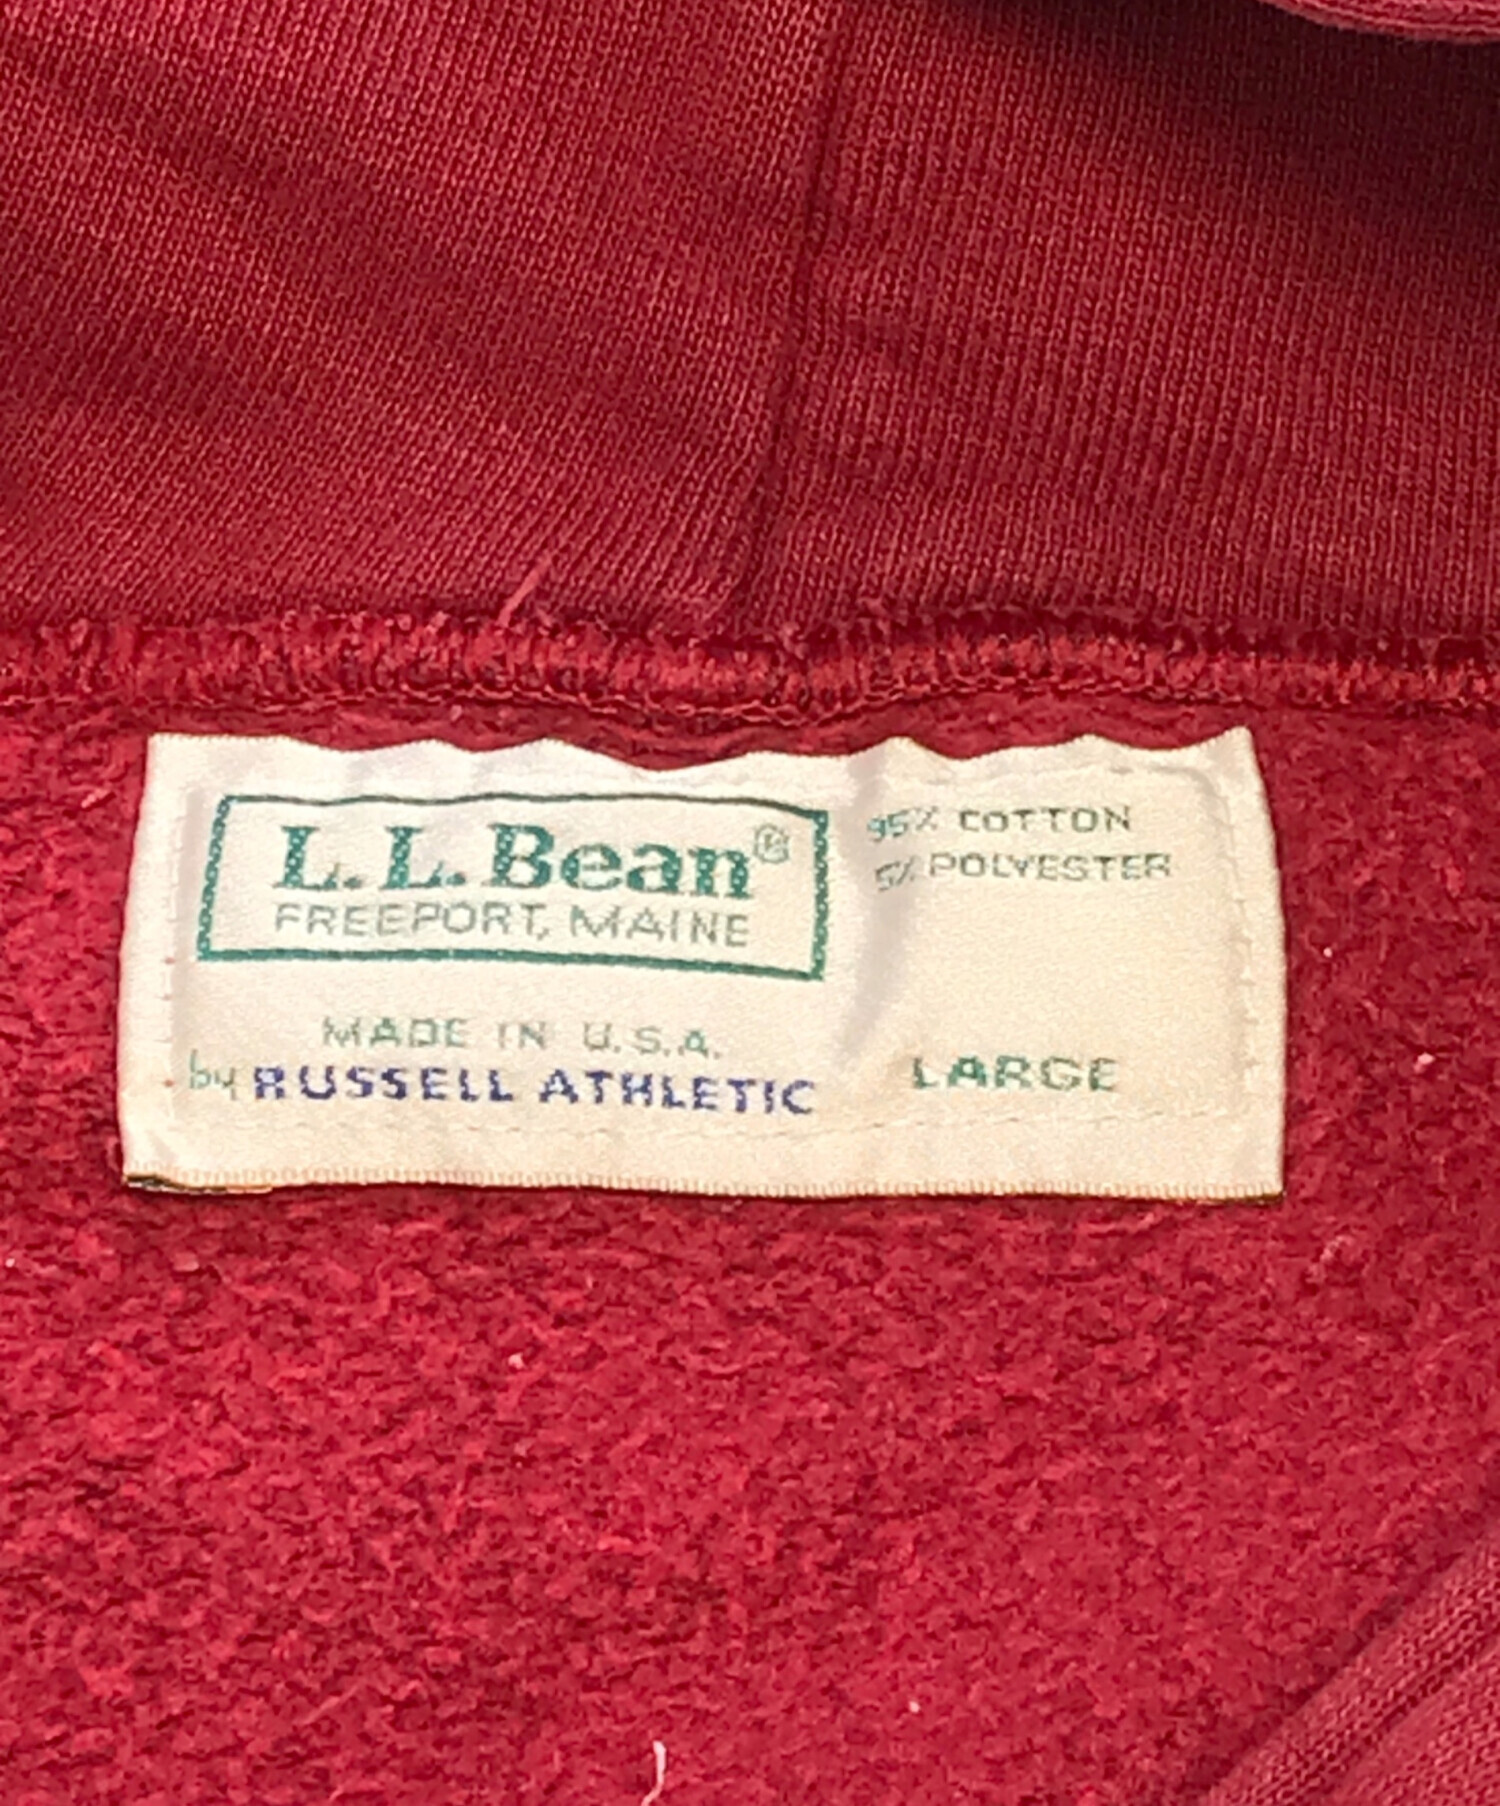 L.L.Bean®
FREEPORT, MAINE
95% COTTON
5% POLYESTER
MADE IN U.S.A.
by RUSSELL ATHLETIC
LARGE